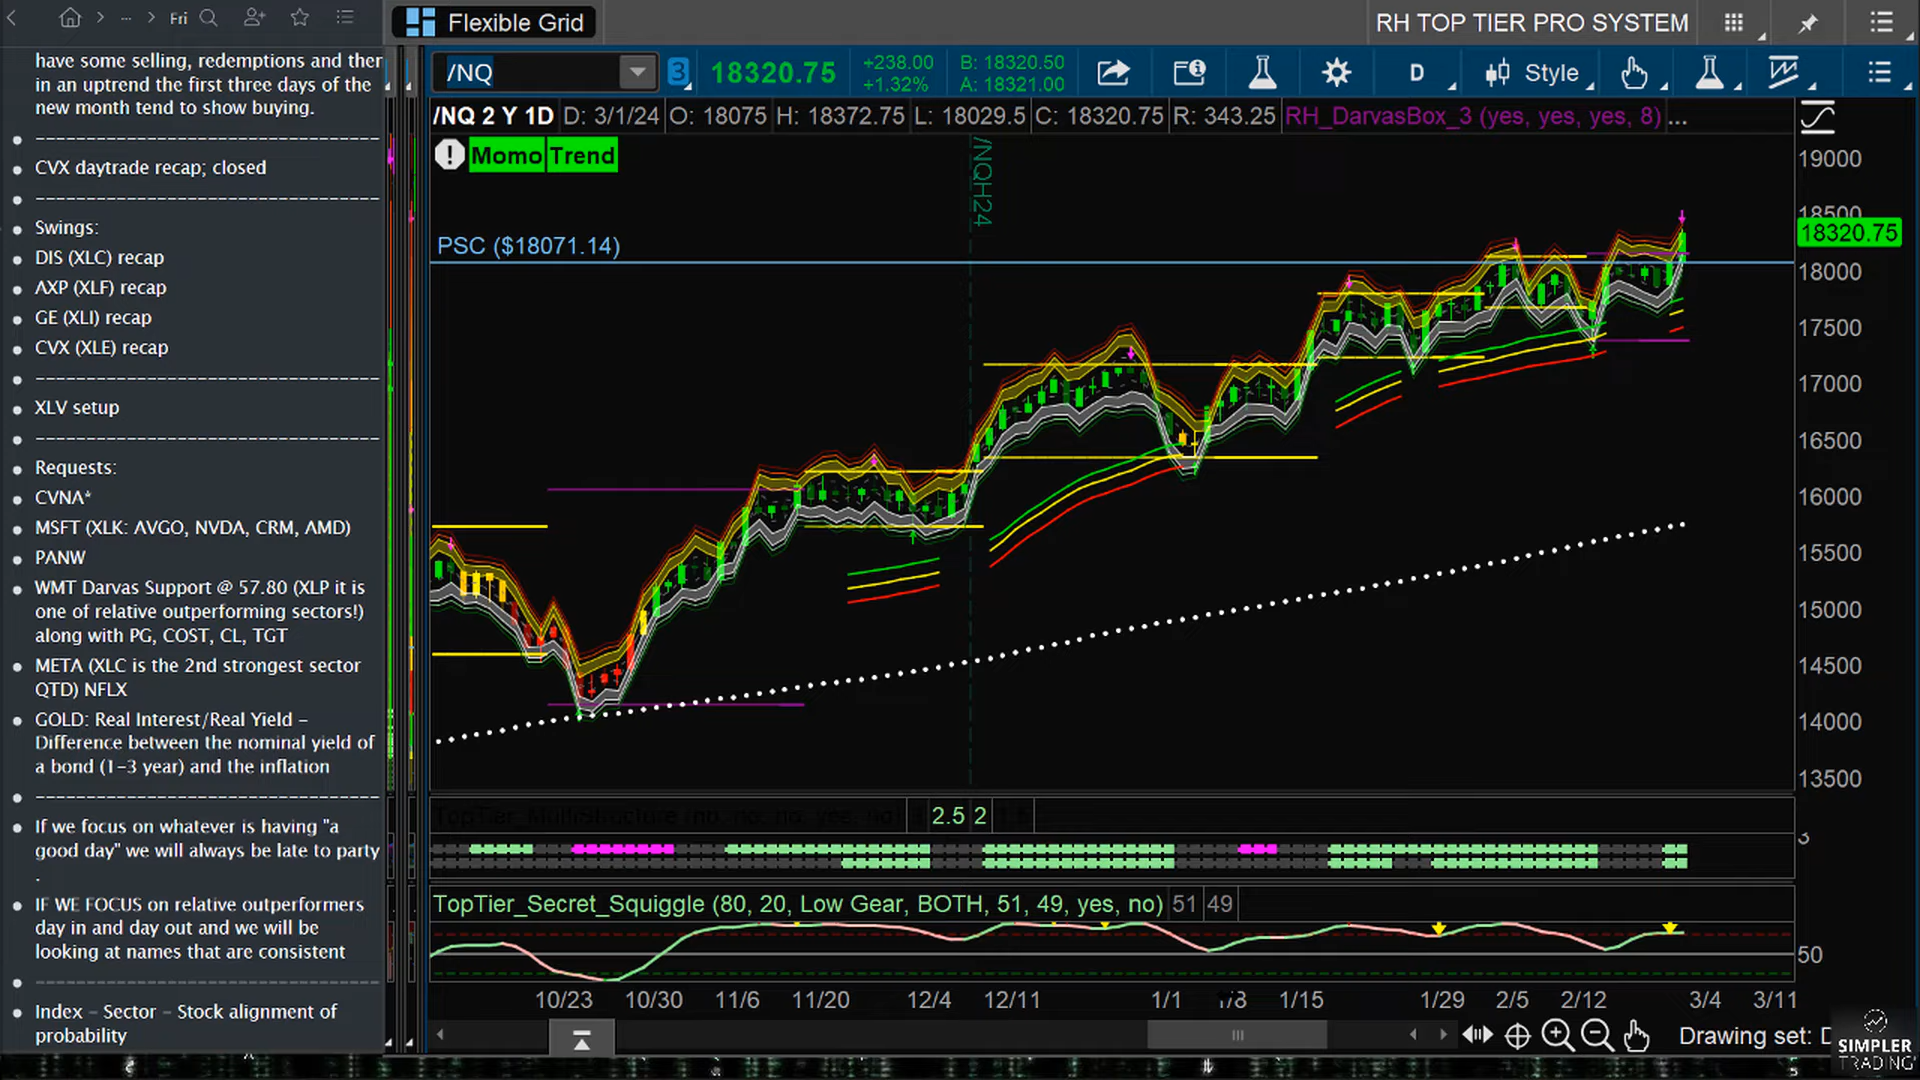 Fri
have some selling, redemptions and then
in an uptrend the first three days of the
new month tend to show buying.
CVX daytrade recap; closed
Swings:
DIS (XLC) recap
AXP (XLF) recap
GE (XLI) recap
CVX (XLE) recap
XLV setup
Requests:
CVNA*
MSFT (XLK: AVGO, NVDA, CRM, AMD)
PANW
WMT Darvas Support @ 57.80 (XLP it is
one of relative outperforming sectors!)
along with PG, COST, CL, TGT
META (XLC is the 2nd strongest sector
QTD) NFLX
GOLD: Real Interest/Real Yield –
Difference between the nominal yield of
a bond (1-3 year) and the inflation
If we focus on whatever is having "a
good day" we will always be late to party
.
IF WE FOCUS on relative outperformers
day in and day out and we will be
looking at names that are consistent
Index – Sector – Stock alignment of
probability
Flexible Grid
RH TOP TIER PRO SYSTEM
/NQ
3
18320.75
+238.00
+1.32%
B: 18320.50
A: 18321.00
D
Style
/NQ 2 Y 1D
D: 3/1/24
O: 18075
H: 18372.75
L: 18029.5
C: 18320.75
R: 343.25
RH_DarvasBox_3 (yes, yes, yes, 8)
...
Momo
Trend
/NQH24
PSC ($18071.14)
19000
18500
18320.75
18000
17500
17000
16500
16000
15500
15000
14500
14000
13500
2.5
2
3
TopTier_Secret_Squiggle (80, 20, Low Gear, BOTH, 51, 49, yes, no)
51
49
50
10/23
10/30
11/6
11/20
12/4
12/11
1/1
1/8
1/15
1/29
2/5
2/12
3/4
3/11
Drawing set:
SIMPLER
TRADING